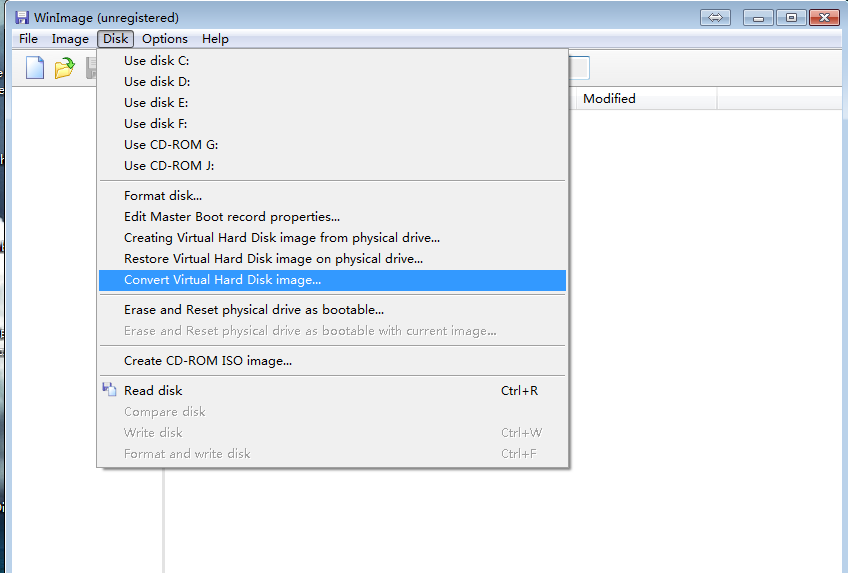 WinImage (unregistered)
File Image Disk Options Help
Use disk C:
Use disk D:
Use disk E:
Use disk F:
Use CD-ROM G:
Use CD-ROM J:
Modified
Format disk...
Edit Master Boot record properties...
Creating Virtual Hard Disk image from physical drive...
Restore Virtual Hard Disk image on physical drive...
Convert Virtual Hard Disk image...
Erase and Reset physical drive as bootable...
Erase and Reset physical drive as bootable with current image...
Create CD-ROM ISO image...
Read disk Ctrl+R
Compare disk
Write disk Ctrl+W
Format and write disk Ctrl+F